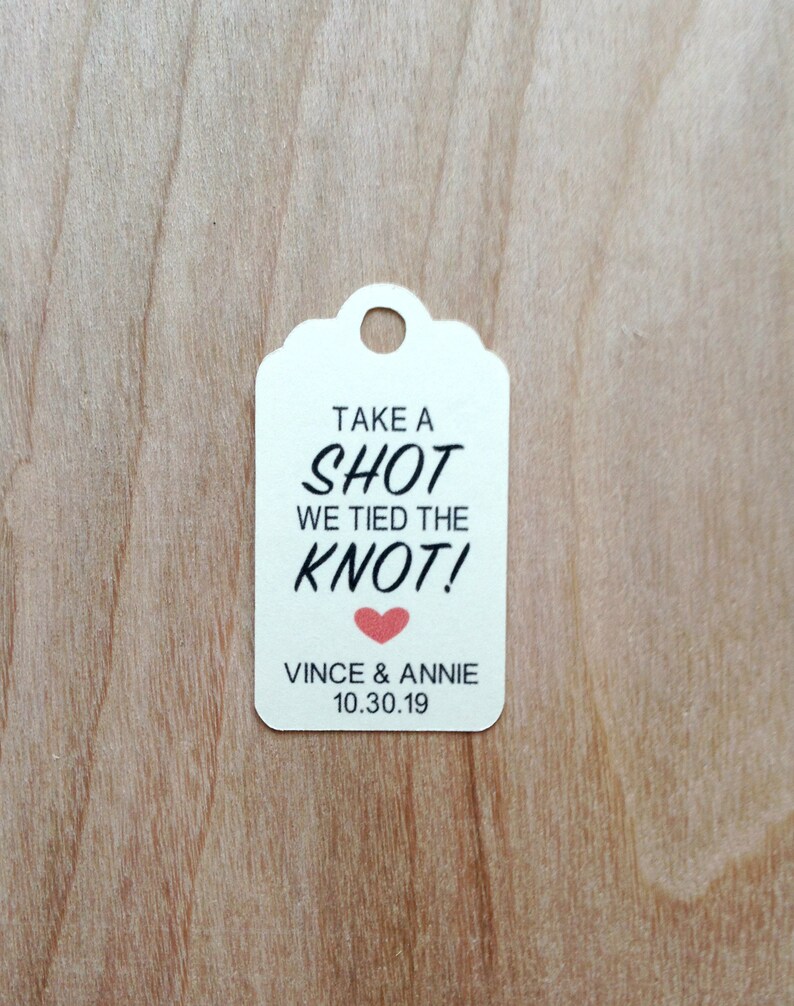 TAKE A
SHOT
WE TIED THE
KNOT!
VINCE & ANNIE
10.30.19